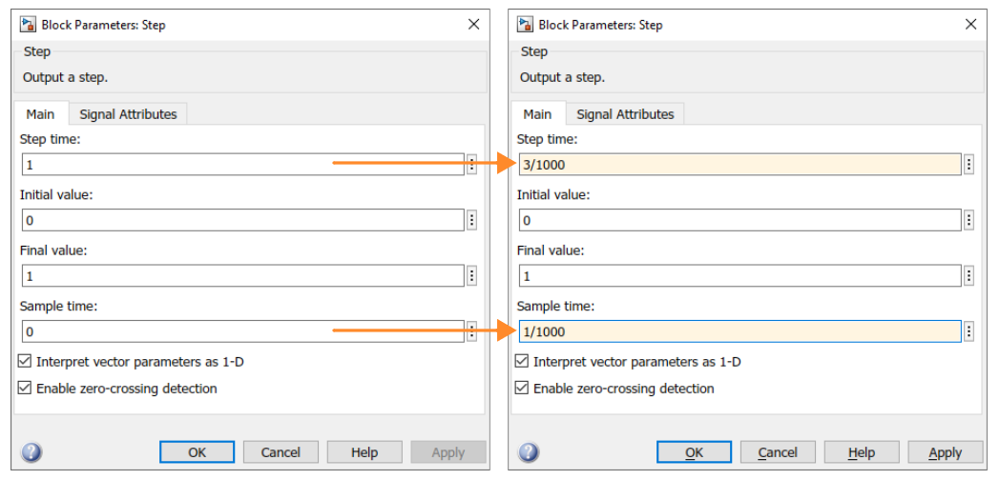 Block Parameters: Step
Step
Output a step.
Main Signal Attributes
Step time:
1
Initial value:
0
Final value:
1
Sample time:
0
Interpret vector parameters as 1-D
Enable zero-crossing detection
OK Cancel Help Apply
Block Parameters: Step
Step
Output a step.
Main Signal Attributes
Step time:
3/1000
Initial value:
0
Final value:
1
Sample time:
1/1000
Interpret vector parameters as 1-D
Enable zero-crossing detection
OK Cancel Help Apply